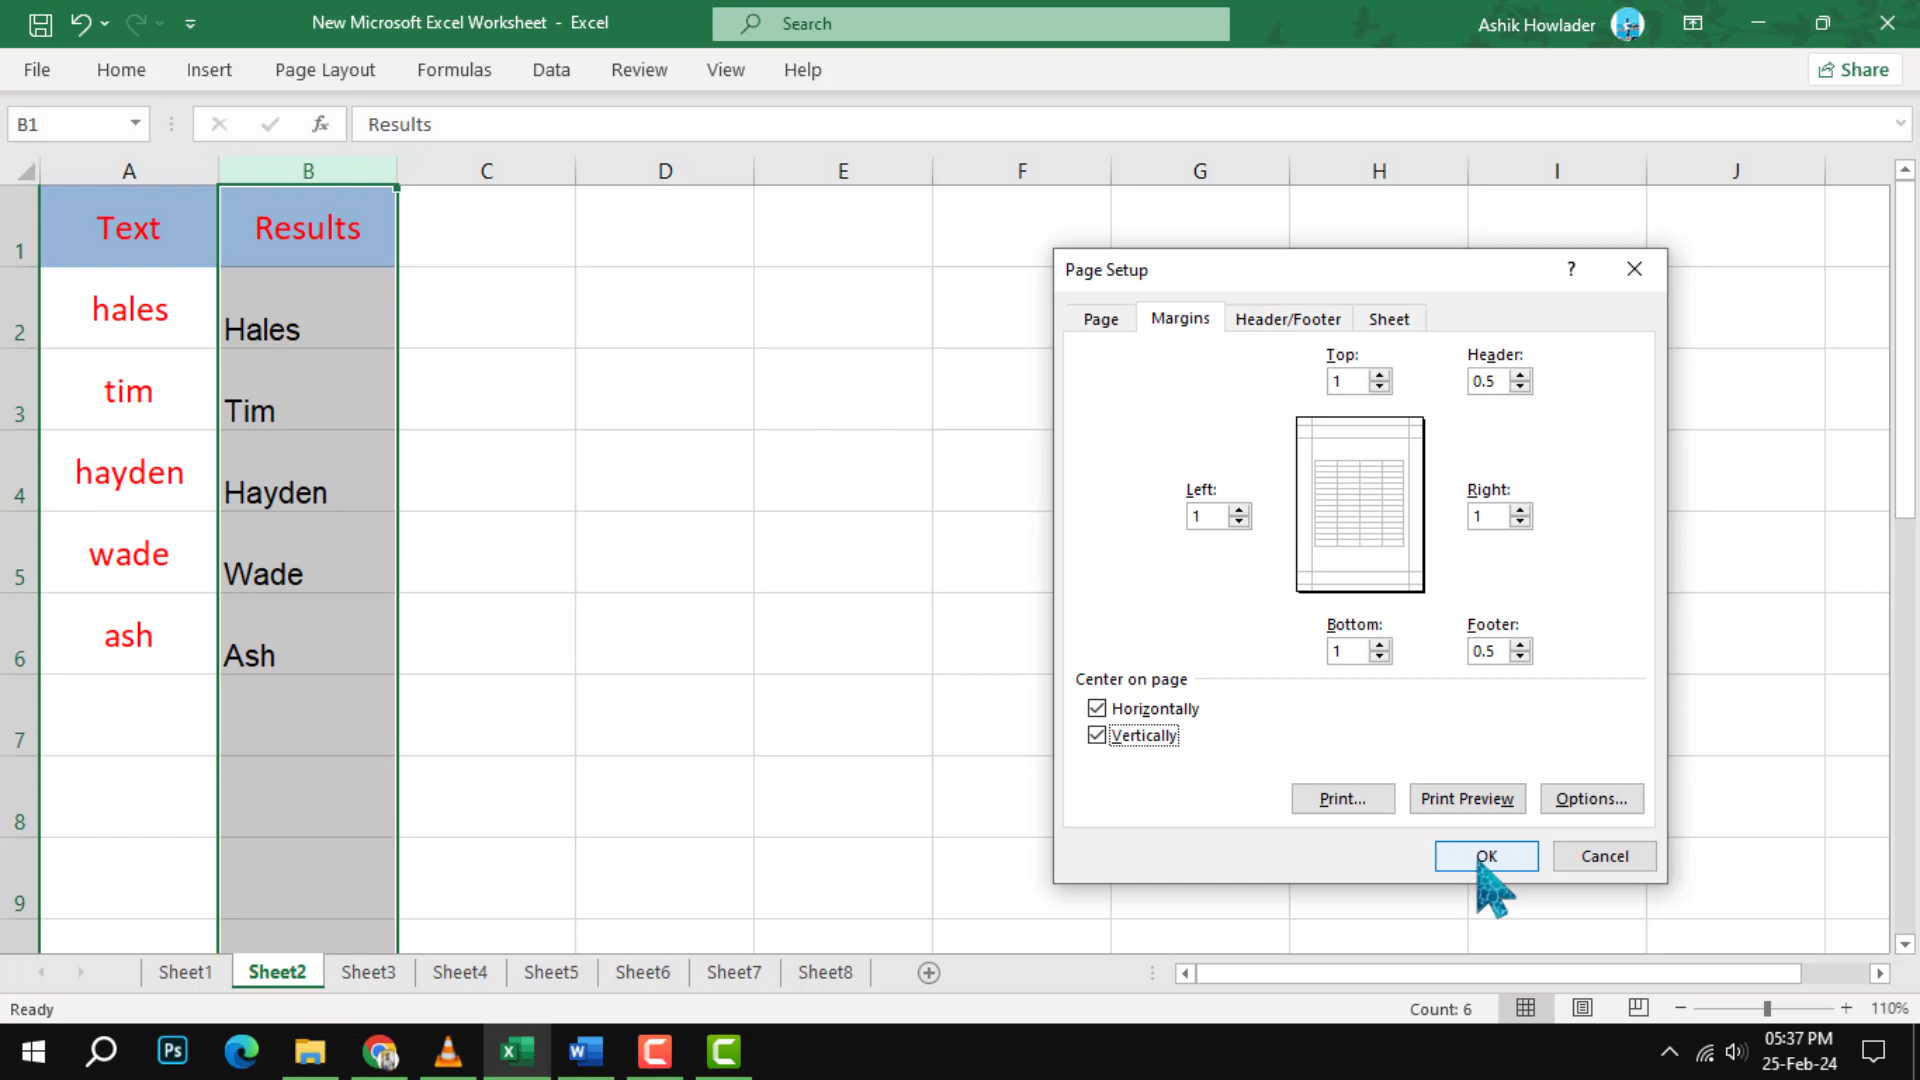 New Microsoft Excel Worksheet - Excel
Search
Ashik Howlader
File Home Insert Page Layout Formulas Data Review View Help
Share
B1
fx
Results
A B C D E F G H I J
1 Text Results
2 hales Hales
3 tim Tim
4 hayden Hayden
5 wade Wade
6 ash Ash
7
8
9
Page Setup ?
Page Margins Header/Footer Sheet
Top: Header:
1 0.5
Left: Right:
1 1
Bottom: Footer:
1 0.5
Center on page
Horizontally
Vertically
Print... Print Preview Options...
OK Cancel
Sheet1 Sheet2 Sheet3 Sheet4 Sheet5 Sheet6 Sheet7 Sheet8
Ready
Count: 6
110%
Ps
05:37 PM
25-Feb-24